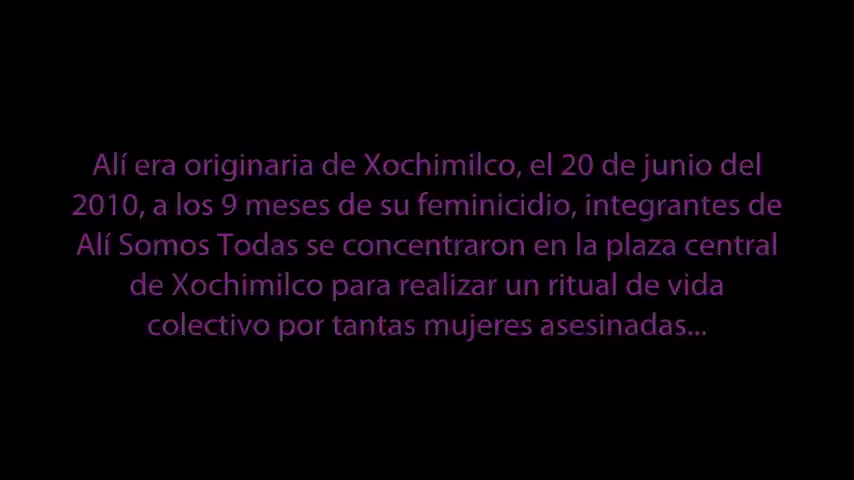 Alí era originaria de Xochimilco, el 20 de junio del
2010, a los 9 meses de su feminicidio, integrantes de
Alí Somos Todas se concentraron en la plaza central
de Xochimilco para realizar un ritual de vida
colectivo por tantas mujeres asesinadas...